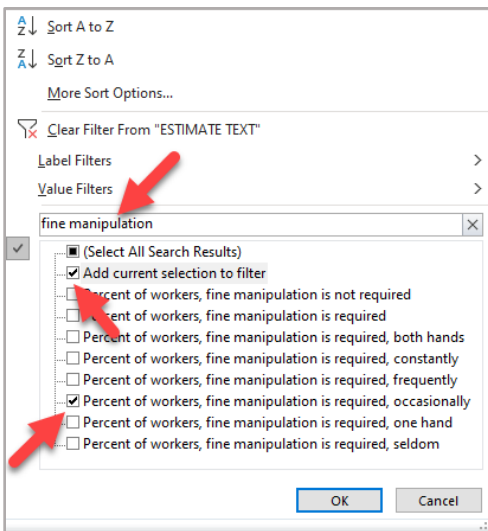 Sort A to Z
Sort Z to A
More Sort Options...
Clear Filter From "ESTIMATE TEXT"
Label Filters
Value Filters
fine manipulation
(Select All Search Results)
Add current selection to filter
Percent of workers, fine manipulation is not required
Percent of workers, fine manipulation is required
Percent of workers, fine manipulation is required, both hands
Percent of workers, fine manipulation is required, constantly
Percent of workers, fine manipulation is required, frequently
Percent of workers, fine manipulation is required, occasionally
Percent of workers, fine manipulation is required, one hand
Percent of workers, fine manipulation is required, seldom
OK Cancel